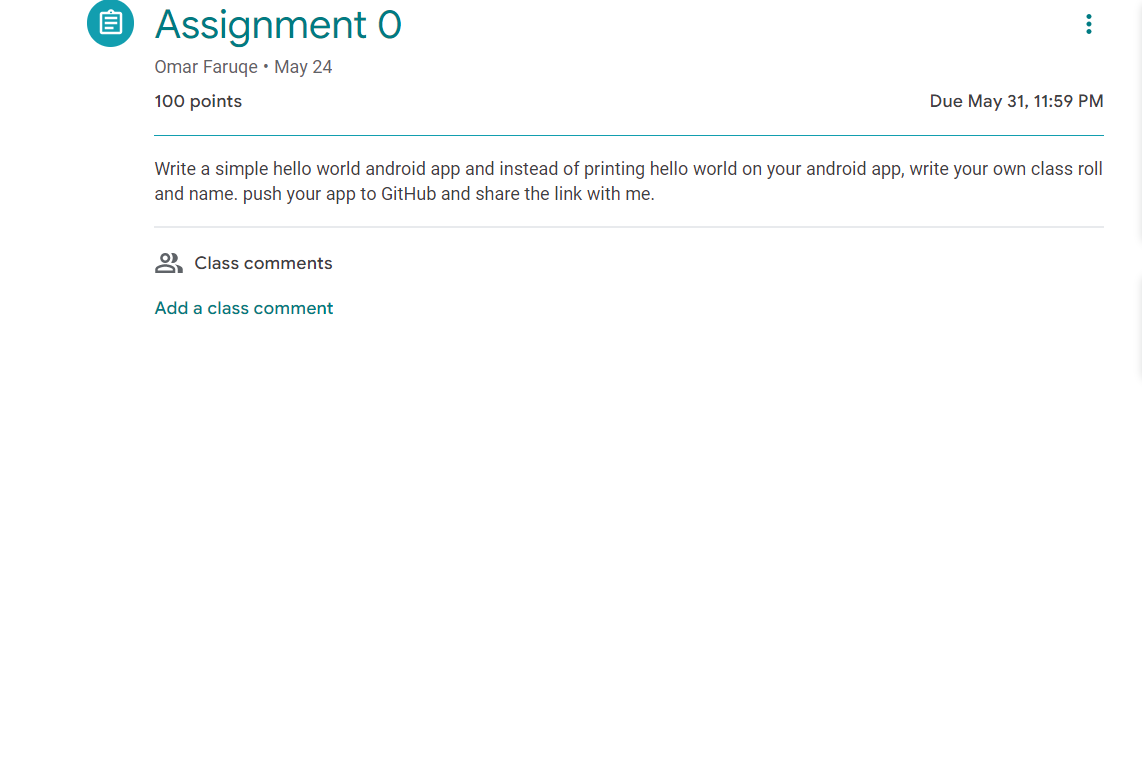 Assignment 0
Omar Faruqe • May 24
100 points
Due May 31, 11:59 PM
Write a simple hello world android app and instead of printing hello world on your android app, write your own class roll
and name. push your app to GitHub and share the link with me.
Class comments
Add a class comment